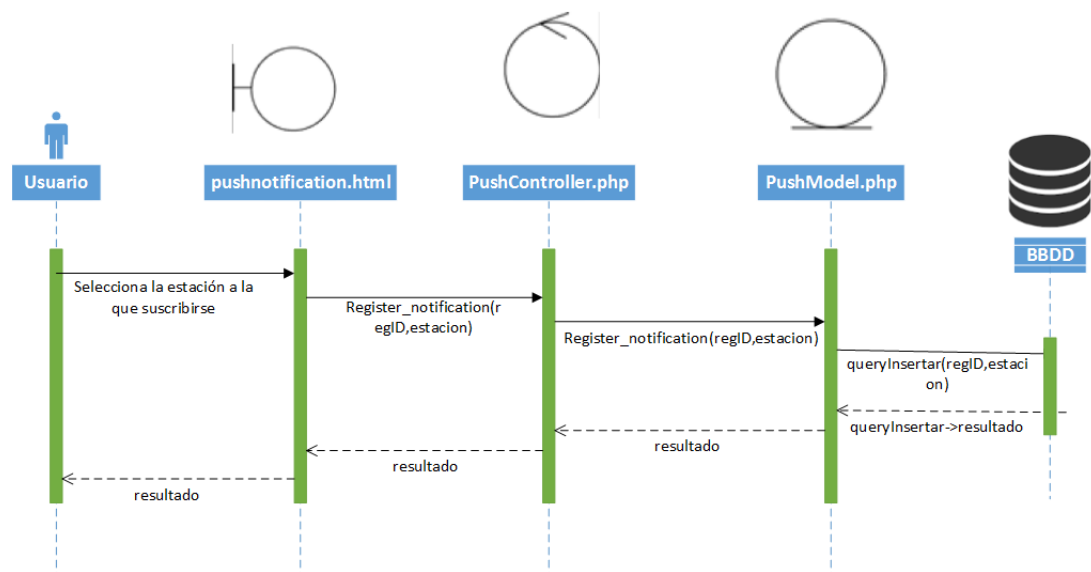 Usuario
pushnotification.html
PushController.php
PushModel.php
BBDD
Selecciona la estación a la
que suscribirse
Register_notification(r
egID,estacion)
Register_notification(regID,estacion)
queryInsertar(regID,estaci
on)
queryInsertar->resultado
resultado
resultado
resultado